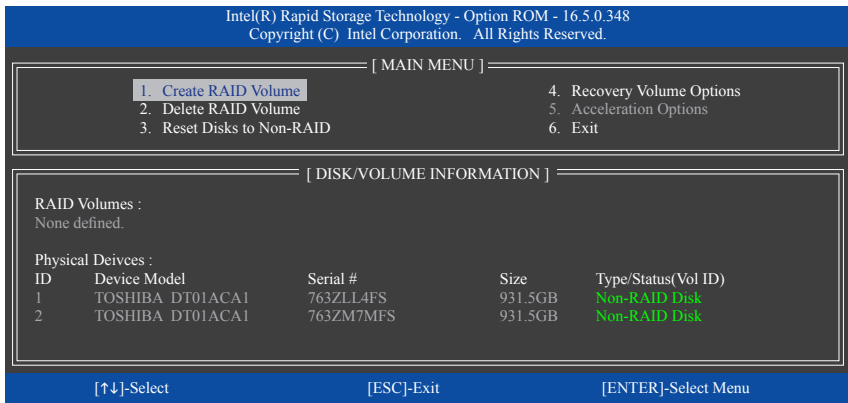 Intel(R) Rapid Storage Technology - Option ROM - 16.5.0.348
Copyright (C) Intel Corporation. All Rights Reserved.
[ MAIN MENU ]
1. Create RAID Volume
2. Delete RAID Volume
3. Reset Disks to Non-RAID
4. Recovery Volume Options
5. Acceleration Options
6. Exit
[ DISK/VOLUME INFORMATION ]
RAID Volumes :
None defined.
Physical Deivces :
ID Device Model Serial # Size Type/Status(Vol ID)
1 TOSHIBA DT01ACA1 763ZLL4FS 931.5GB Non-RAID Disk
2 TOSHIBA DT01ACA1 763ZM7MFS 931.5GB Non-RAID Disk
[↑↓]-Select [ESC]-Exit [ENTER]-Select Menu